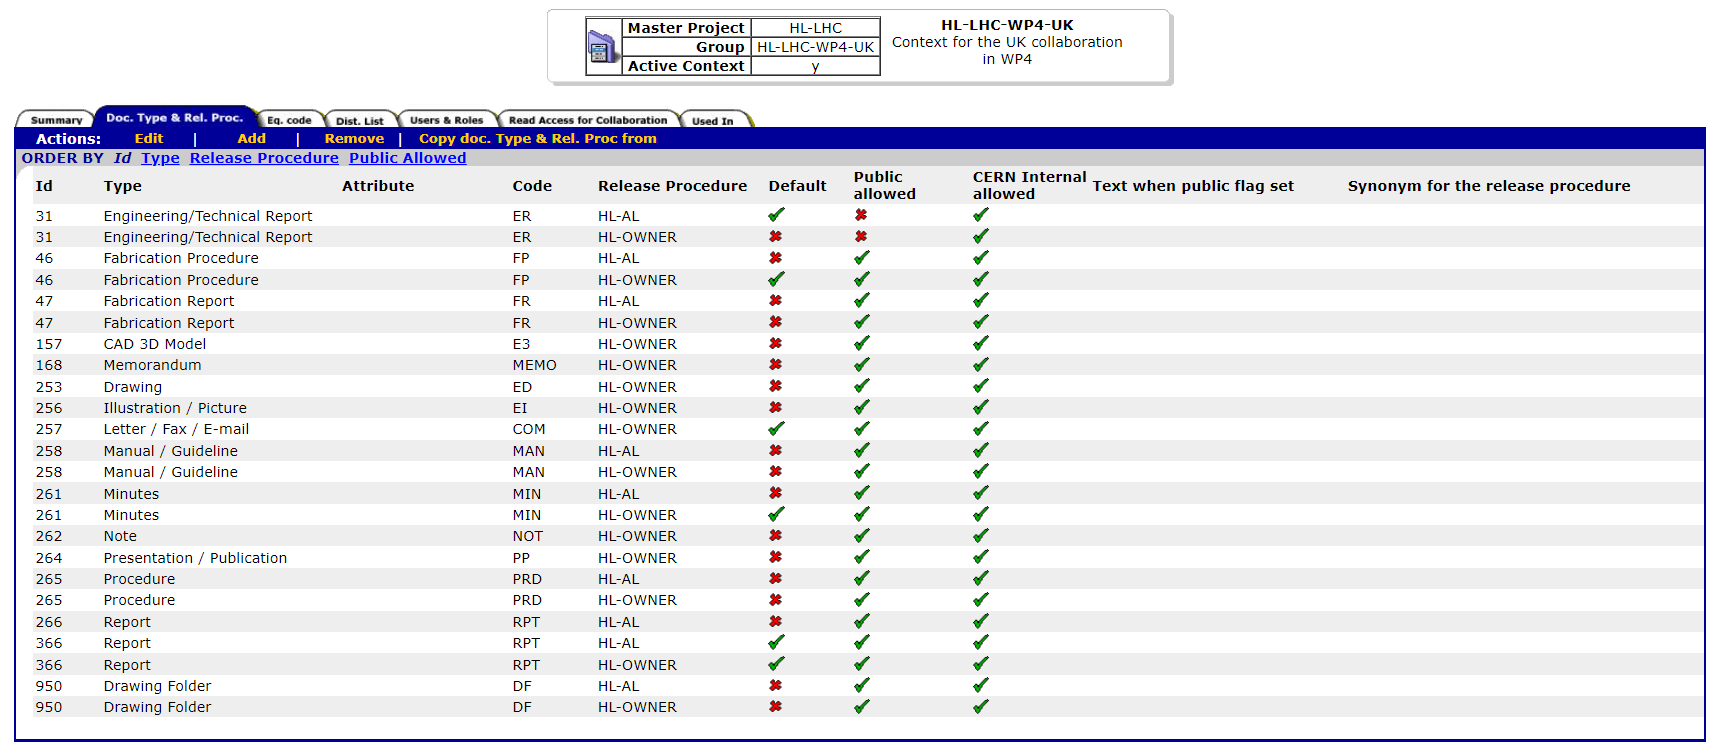 Master Project HL-LHC
Group HL-LHC-WP4-UK
Active Context y
HL-LHC-WP4-UK
Context for the UK collaboration
in WP4
Summary Doc. Type & Rel. Proc. Eq. code Dist. List Users & Roles Read Access for Collaboration Used In
Actions: Edit | Add | Remove | Copy doc. Type & Rel. Proc from
ORDER BY Id Type Release Procedure Public Allowed
Id Type Attribute Code Release Procedure Default Public allowed CERN Internal allowed Text when public flag set Synonym for the release procedure
31 Engineering/Technical Report ER HL-AL
31 Engineering/Technical Report ER HL-OWNER
46 Fabrication Procedure FP HL-AL
46 Fabrication Procedure FP HL-OWNER
47 Fabrication Report FR HL-AL
47 Fabrication Report FR HL-OWNER
157 CAD 3D Model E3 HL-OWNER
168 Memorandum MEMO HL-OWNER
253 Drawing ED HL-OWNER
256 Illustration / Picture EI HL-OWNER
257 Letter / Fax / E-mail COM HL-OWNER
258 Manual / Guideline MAN HL-AL
258 Manual / Guideline MAN HL-OWNER
261 Minutes MIN HL-AL
261 Minutes MIN HL-OWNER
262 Note NOT HL-OWNER
264 Presentation / Publication PP HL-OWNER
265 Procedure PRD HL-AL
265 Procedure PRD HL-OWNER
266 Report RPT HL-AL
366 Report RPT HL-AL
366 Report RPT HL-OWNER
950 Drawing Folder DF HL-AL
950 Drawing Folder DF HL-OWNER